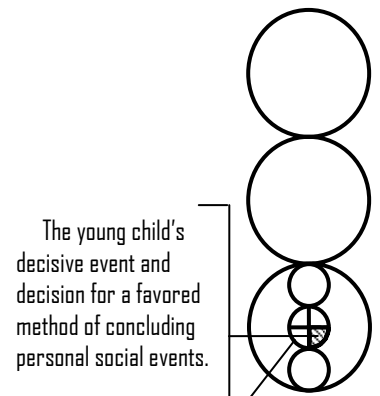 The young child's
decisive event and
decision for a favored
method of concluding
personal social events.